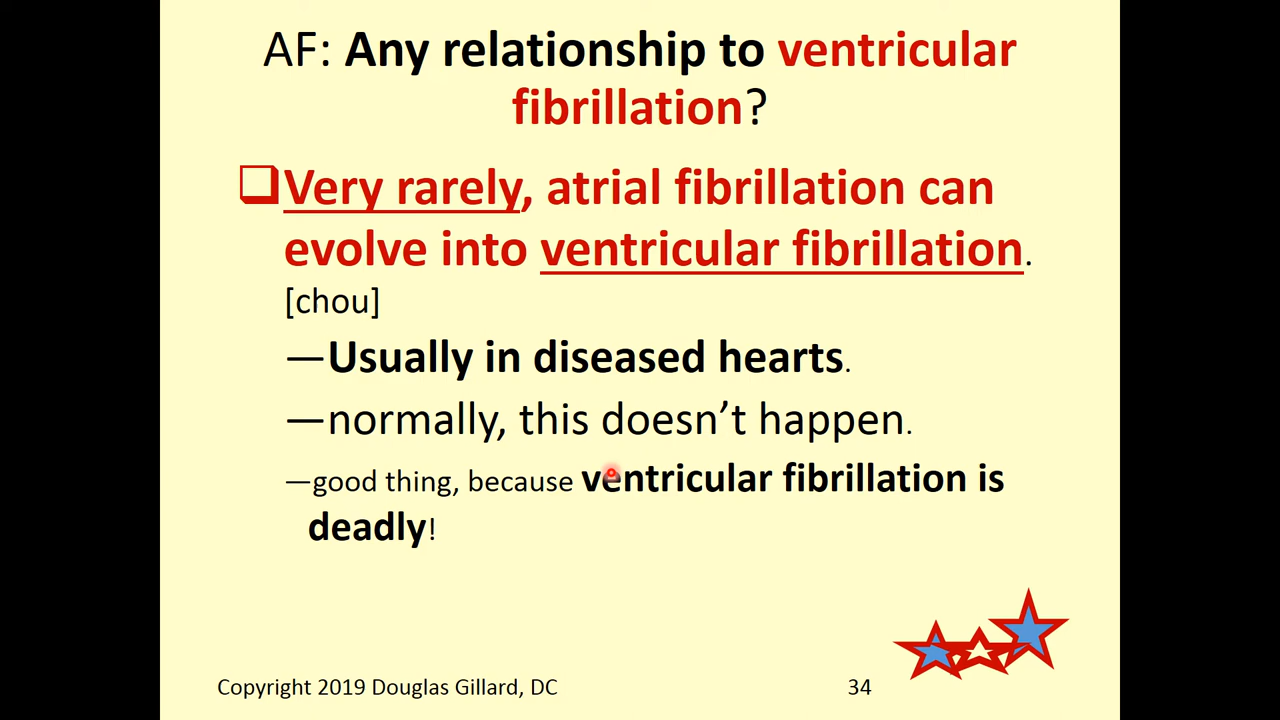 AF: Any relationship to ventricular
fibrillation?
Very rarely, atrial fibrillation can
evolve into ventricular fibrillation.
[chou]
—Usually in diseased hearts.
—normally, this doesn’t happen.
—good thing, because ventricular fibrillation is
deadly!
Copyright 2019 Douglas Gillard, DC 34